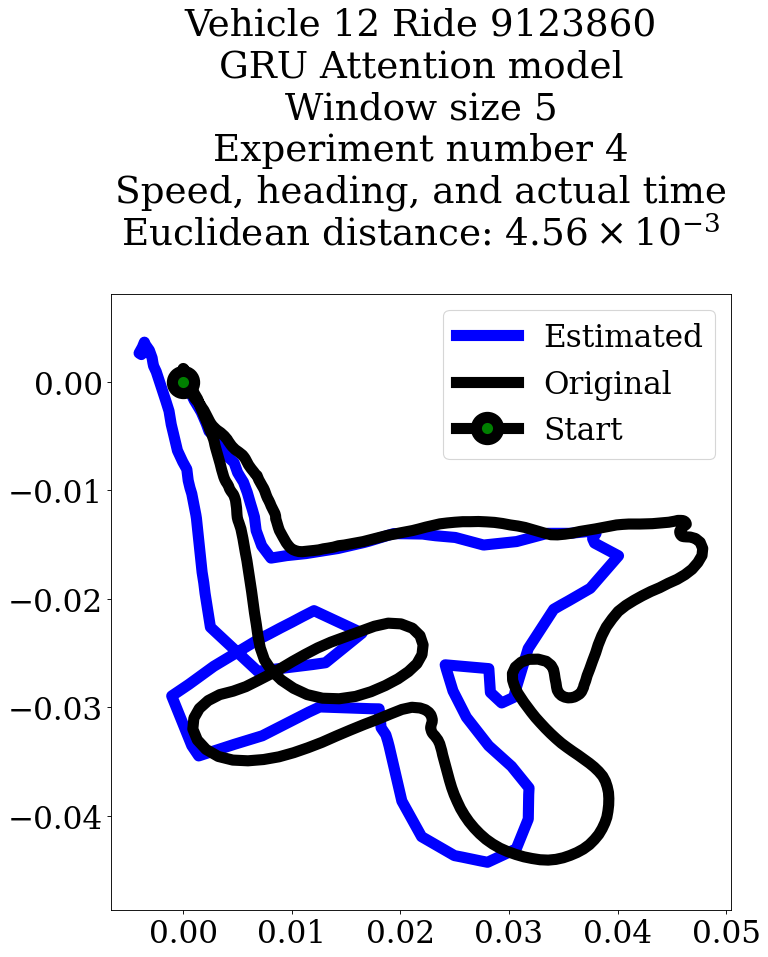 Vehicle 12 Ride 9123860
GRU Attention model
Window size 5
Experiment number 4
Speed, heading, and actual time
Euclidean distance: 4.56 × 10⁻³
Estimated
Original
Start
0.00
−0.01
−0.02
−0.03
−0.04
0.00 0.01 0.02 0.03 0.04 0.05